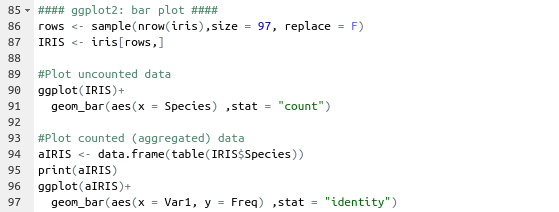 85 #### ggplot2: bar plot ####
86 rows <- sample(nrow(iris),size = 97, replace = F)
87 IRIS <- iris[rows,]
88
89 #Plot uncounted data
90 ggplot(IRIS)+
91   geom_bar(aes(x = Species) ,stat = "count")
92
93 #Plot counted (aggregated) data
94 aIRIS <- data.frame(table(IRIS$Species))
95 print(aIRIS)
96 ggplot(aIRIS)+
97   geom_bar(aes(x = Var1, y = Freq) ,stat = "identity")